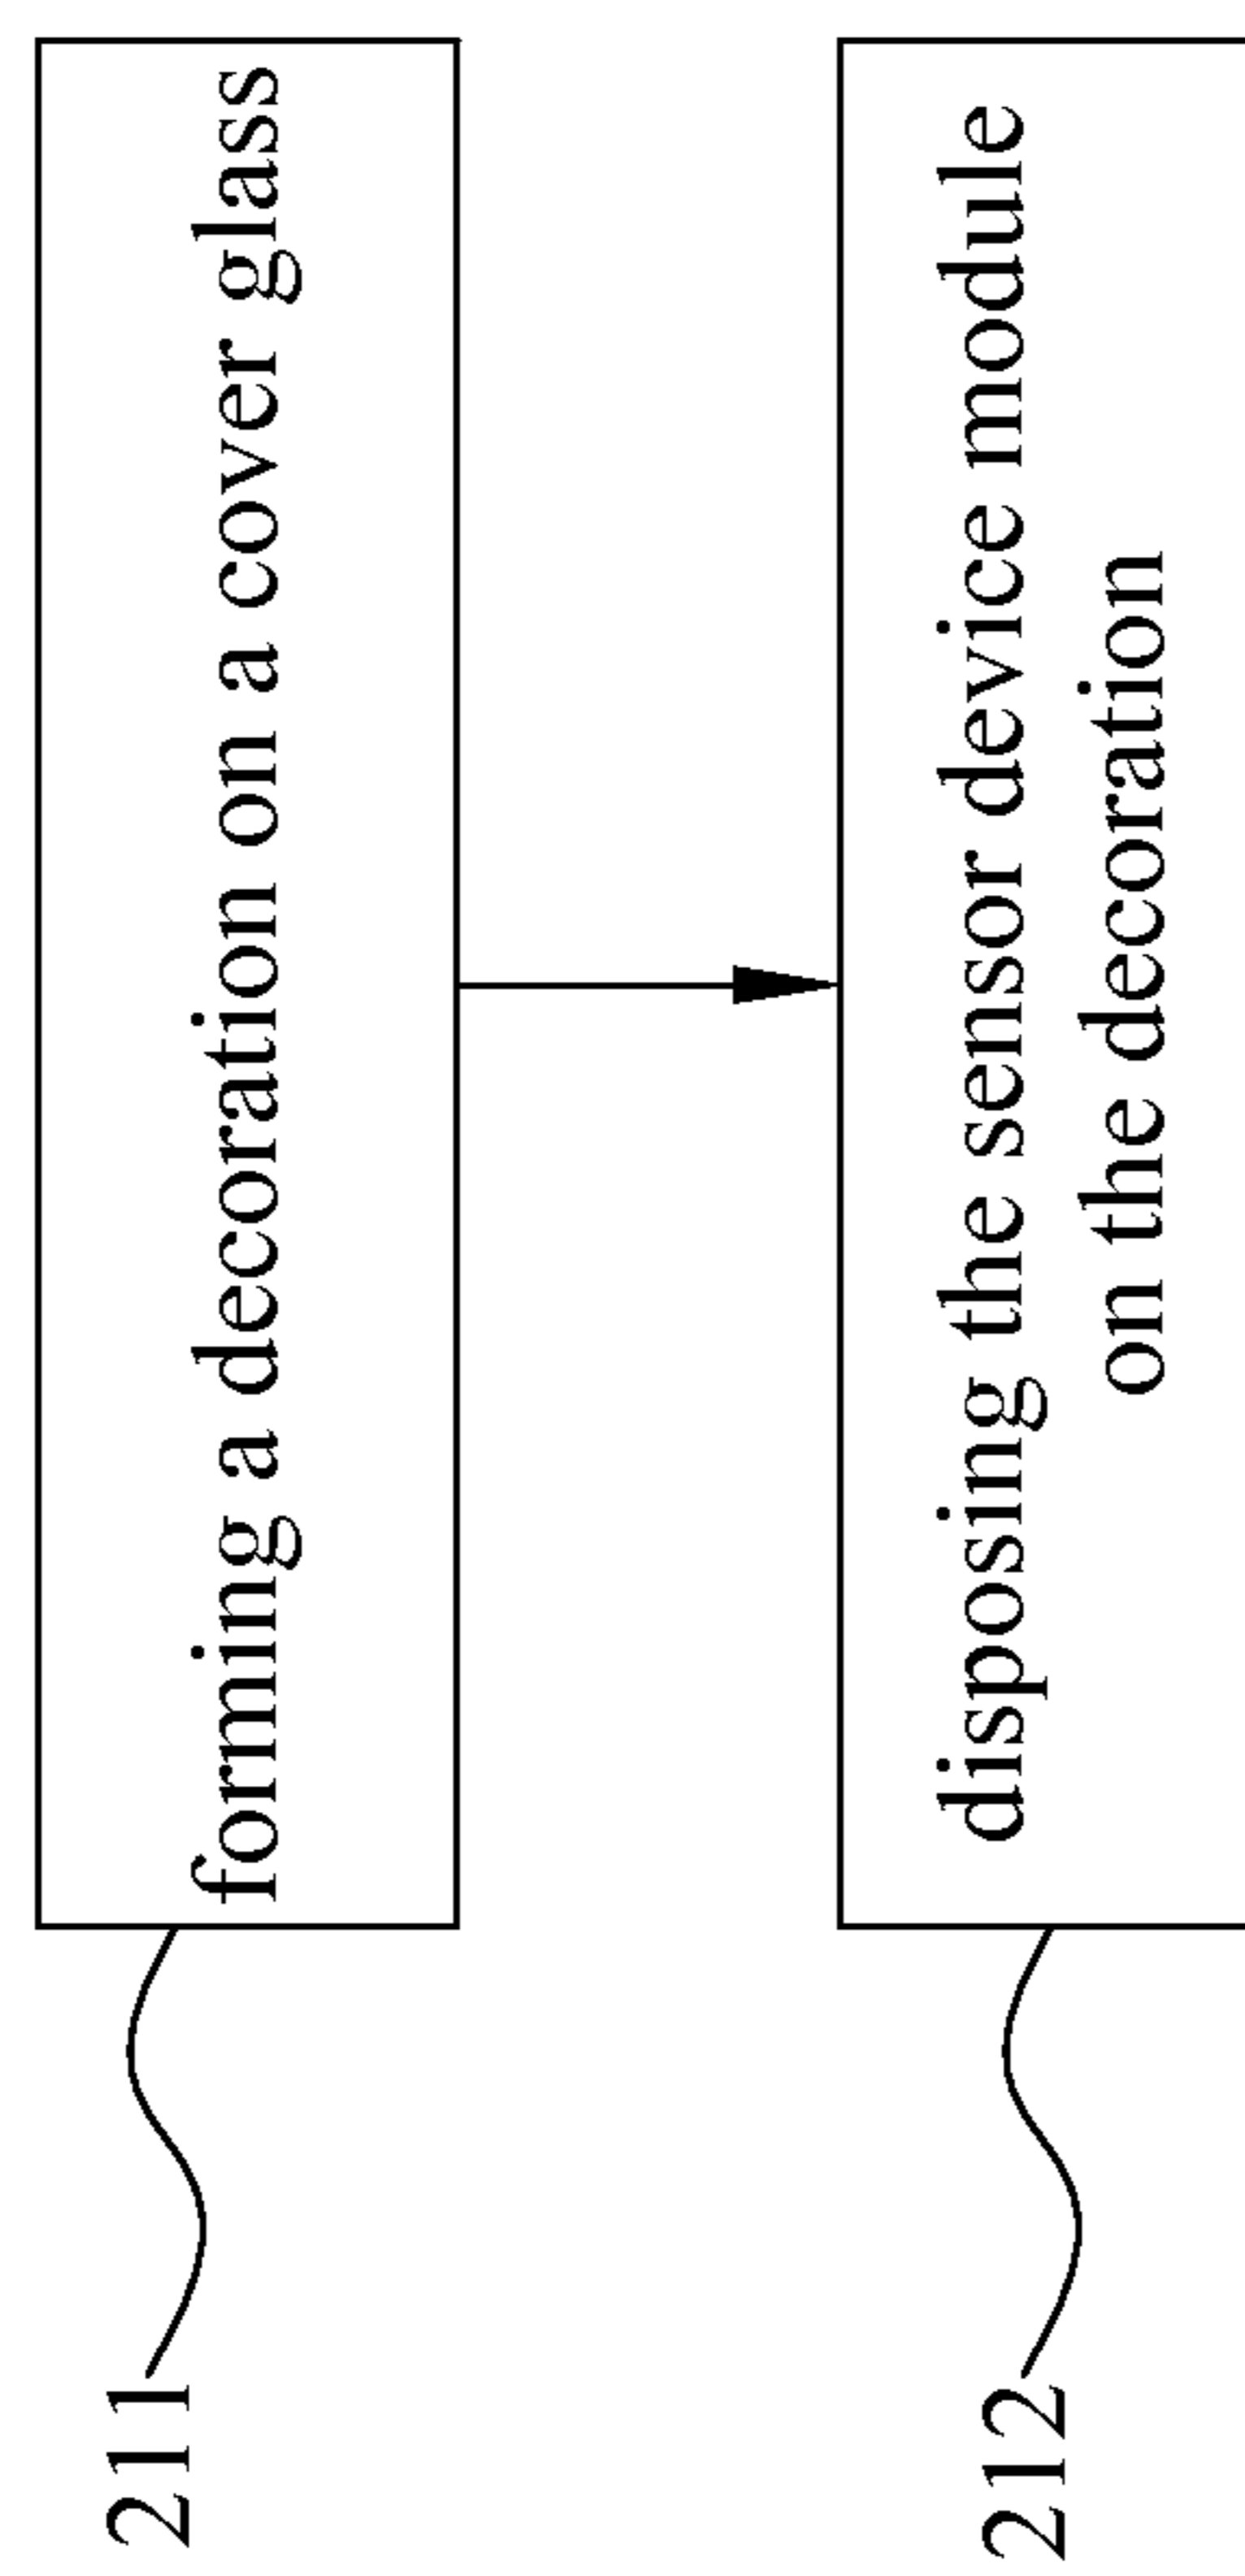 211
forming a decoration on a cover glass
212
disposing the sensor device module
on the decoration